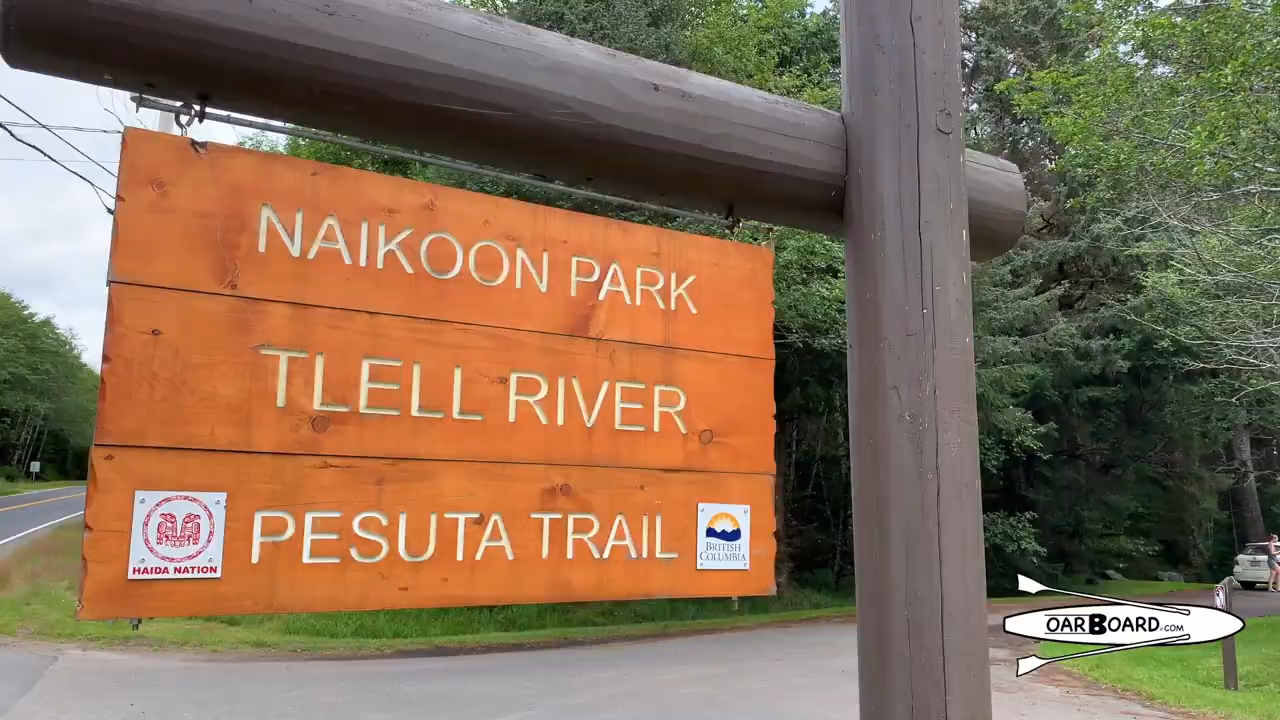 NAIKOON PARK
TLELL RIVER
PESUTA TRAIL
HAIDA NATION
BRITISH
COLUMBIA
OARBOARD.COM